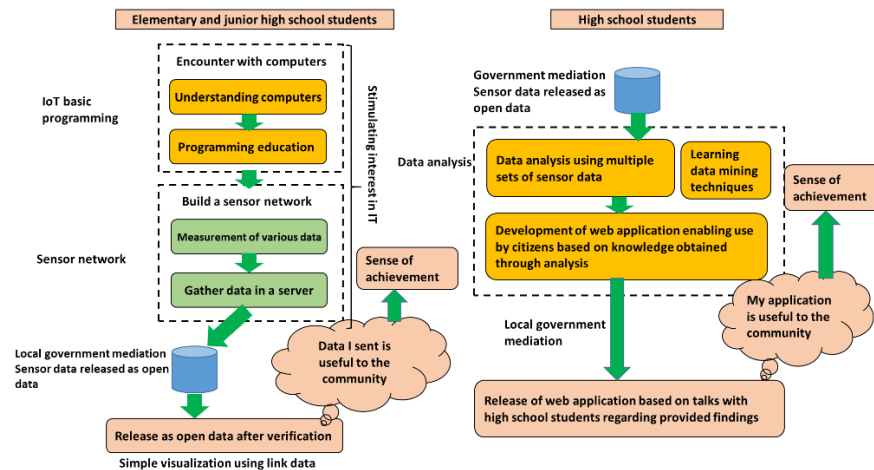 Elementary and junior high school students
Encounter with computers
IoT basic
programming
Understanding computers
Programming education
Stimulating interest in IT
Build a sensor network
Sensor network
Measurement of various data
Gather data in a server
Sense of
achievement
Local government mediation
Sensor data released as open
data
Data I sent is
useful to the
community
Release as open data after verification
Simple visualization using link data
High school students
Government mediation
Sensor data released as
open data
Data analysis
Data analysis using multiple
sets of sensor data
Learning
data mining
techniques
Sense of
achievement
Development of web application enabling use
by citizens based on knowledge obtained
through analysis
My application
is useful to the
community
Local government
mediation
Release of web application based on talks with
high school students regarding provided findings